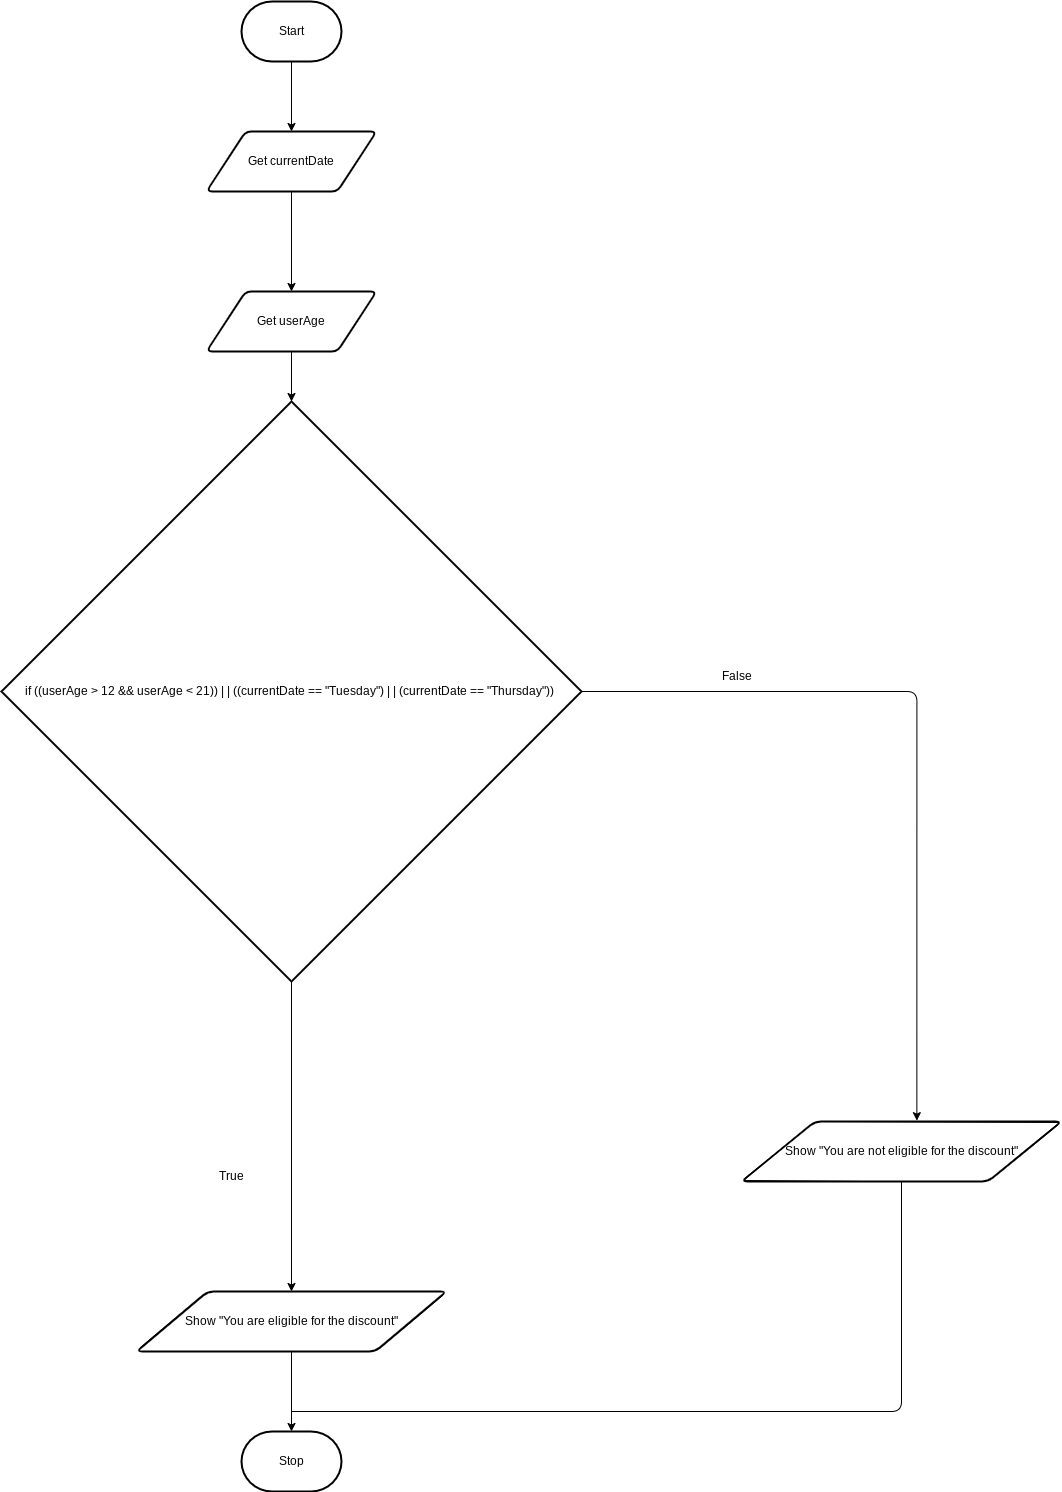 Start
Get currentDate
Get userAge
if ((userAge > 12 && userAge < 21)) | | ((currentDate == "Tuesday") | | (currentDate == "Thursday"))
False
True
Show "You are not eligible for the discount"
Show "You are eligible for the discount"
Stop